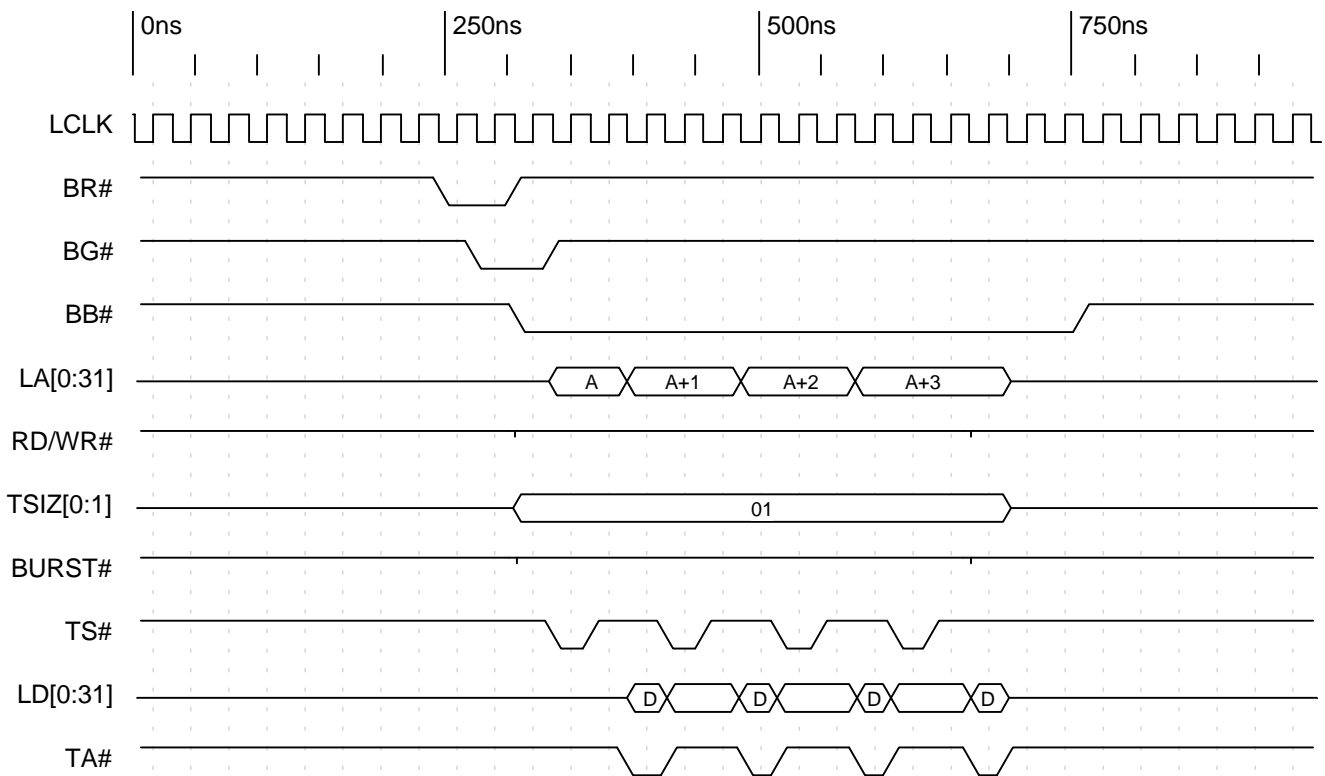 0ns 250ns 500ns 750ns
LCLK
BR#
BG#
BB#
LA[0:31] A A+1 A+2 A+3
RD/WR#
TSIZ[0:1] 01
BURST#
TS#
LD[0:31] D D D D
TA#